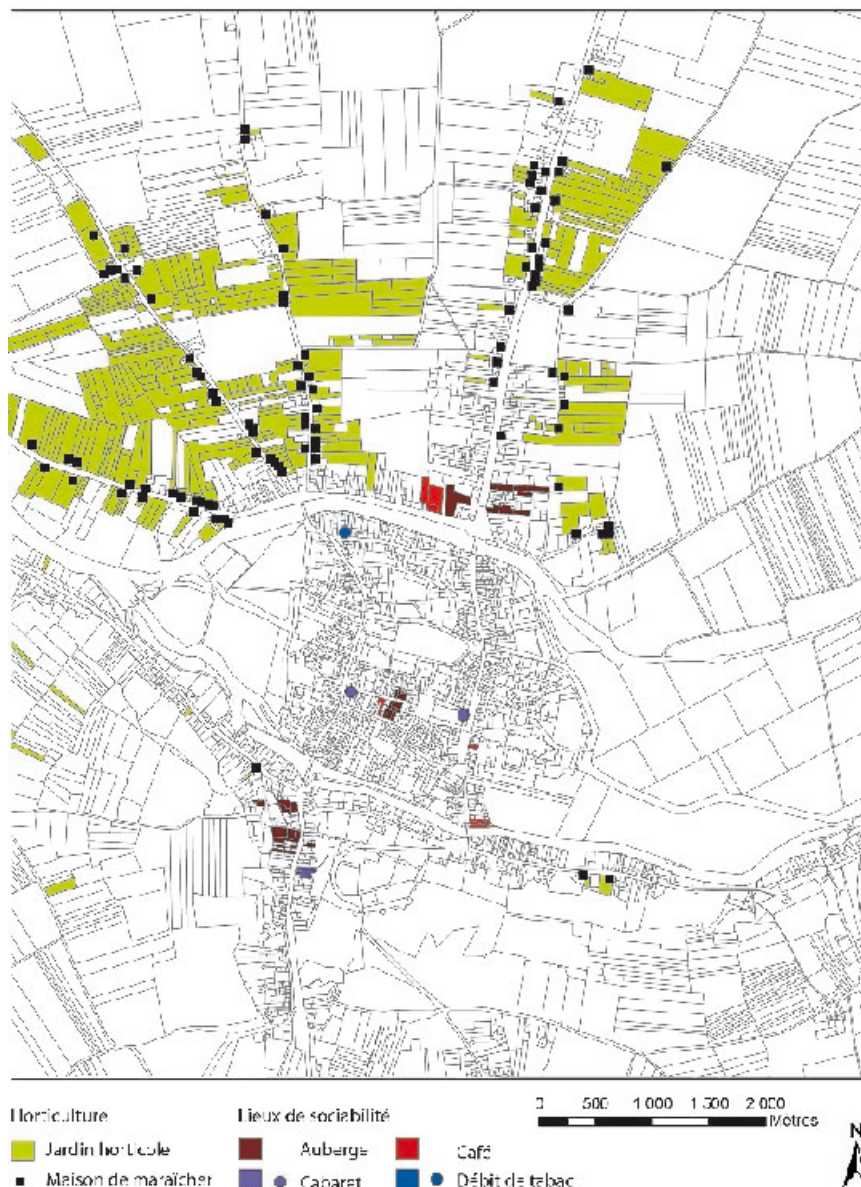 0 500 1 000 1 500 2 000
Mètres
N
Horticulture
Jardin horticole
Maison de maraîcher
Lieux de sociabilité
Auberge
Café
Cabaret
Débit de tabac